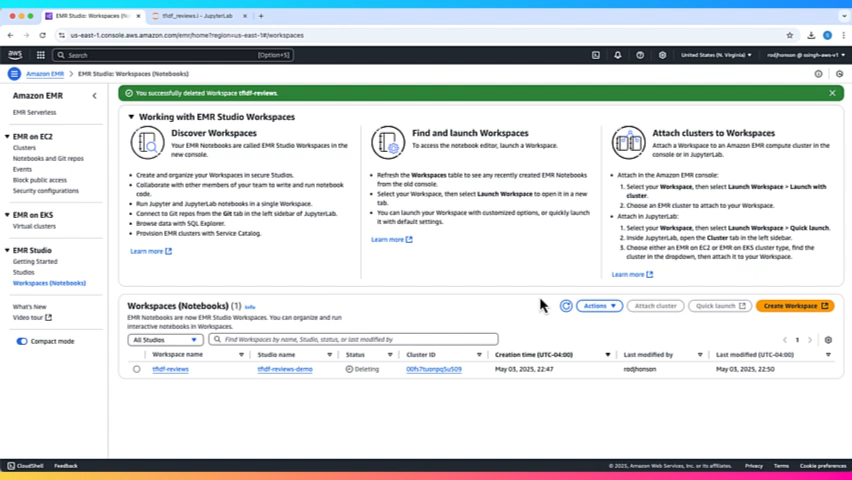 EMR Studio: Workspaces (N
tfidf_reviews.i - JupyterLab
us-east-1.console.aws.amazon.com/emr/home?region=us-east-1#/workspaces
aws
Search
[Option+S]
United States (N. Virginia)
rodjhonson @ ssingh-aws-v1
Amazon EMR
EMR Studio: Workspaces (Notebooks)
Amazon EMR
EMR Serverless
EMR on EC2
Clusters
Notebooks and Git repos
Events
Block public access
Security configurations
EMR on EKS
Virtual clusters
EMR Studio
Getting Started
Studios
Workspaces (Notebooks)
What's New
Video tour
Compact mode
You successfully deleted Workspace tfidf-reviews.
Working with EMR Studio Workspaces
Discover Workspaces
Your EMR Notebooks are called EMR Studio Workspaces in the
new console.
• Create and organize your Workspaces in secure Studios.
• Collaborate with other members of your team to write and run notebook
code.
• Run Jupyter and JupyterLab notebooks in a single Workspace.
• Connect to Git repos from the Git tab in the left sidebar of JupyterLab.
• Browse data with SQL Explorer.
• Provision EMR clusters with Service Catalog.
Learn more
Find and launch Workspaces
To access the notebook editor, launch a Workspace.
• Refresh the Workspaces table to see any recently created EMR Notebooks
from the old console.
• Select your Workspace, then select Launch Workspace to open it in a new
tab.
• You can launch your Workspace with customized options, or quickly launch
it with default settings.
Learn more
Attach clusters to Workspaces
Attach a Workspace to an Amazon EMR compute cluster in the
console or in JupyterLab.
• Attach in the Amazon EMR console:
1. Select your Workspace, then select Launch Workspace > Launch with
cluster.
2. Choose an EMR cluster to attach to your Workspace.
• Attach in JupyterLab:
1. Select your Workspace, then select Launch Workspace > Quick launch.
2. Inside JupyterLab, open the Cluster tab in the left sidebar.
3. Choose either an EMR on EC2 or EMR on EKS cluster type, find the
cluster in the dropdown, then attach it to your Workspace.
Learn more
Workspaces (Notebooks) (1)
Info
EMR Notebooks are now EMR Studio Workspaces. You can organize and run
interactive notebooks in Workspaces.
Actions
Attach cluster
Quick launch
Create Workspace
All Studios
Find Workspaces by name, Studio, status, or last modified by
1
Workspace name
Studio name
Status
Cluster ID
Creation time (UTC-04:00)
Last modified by
Last modified (UTC-04:00)
tfidf-reviews
tfidf-reviews-demo
Deleting
00fs7tuonpq5u509
May 03, 2025, 22:47
rodjhonson
May 03, 2025, 22:50
CloudShell
Feedback
© 2025, Amazon Web Services, Inc. or its affiliates.
Privacy
Terms
Cookie preferences